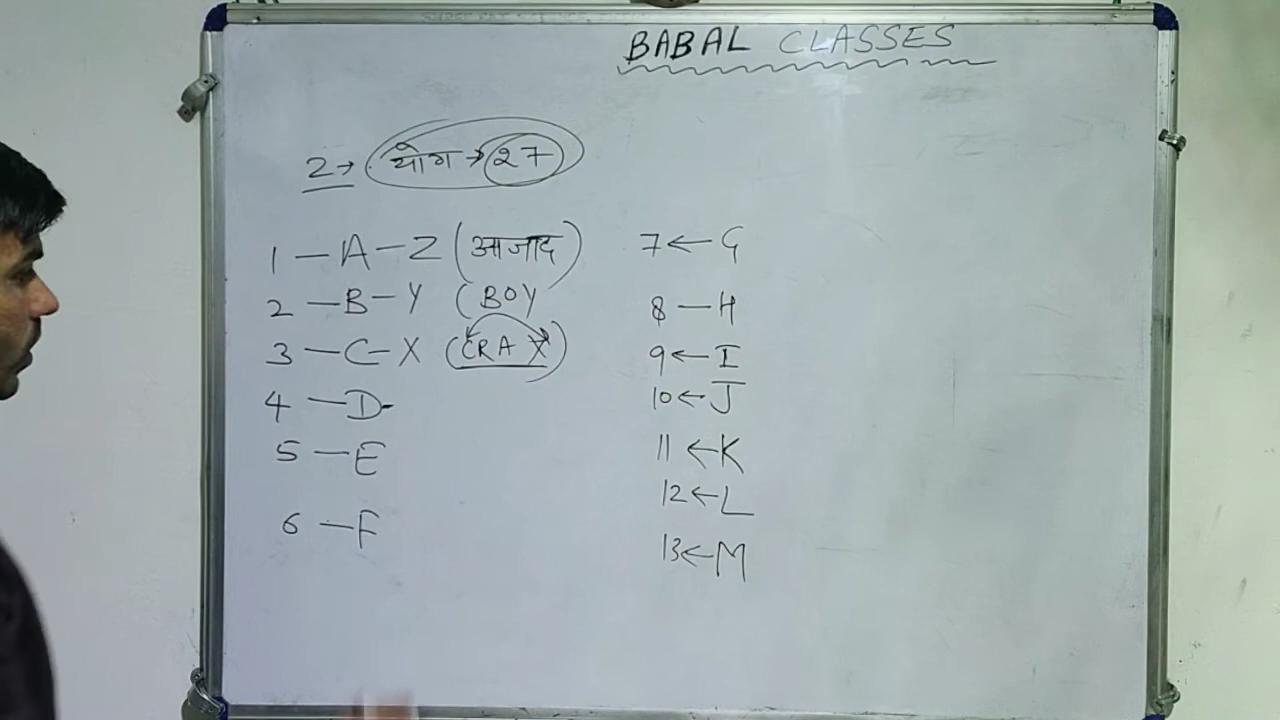 BABAL CLASSES
2→ योग→27
1 — A — Z (आजाद)
2 — B — Y (BOY
3 — C — X (CRAX)
4 — D -
5 — E
6 — F
7 ← G
8 — H
9 ← I
10 ← J
11 ← K
12 ← L
13 ← M